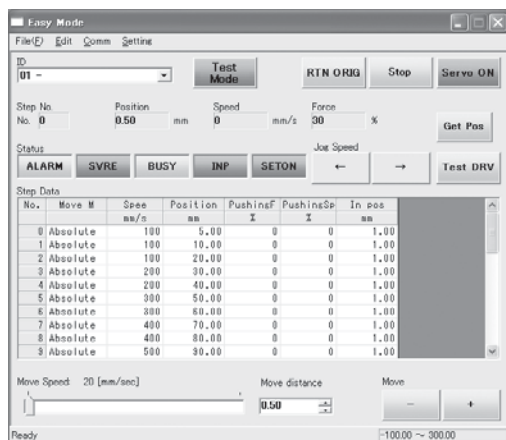 Easy Mode
File(F) Edit Comm Setting
ID
01 -
Test Mode
RTN ORIG Stop Servo ON
Step No. Position Speed Force
No. 0 0.50 mm 0 mm/s 30 %
Get Pos
Status Jog Speed
ALARM SVRE BUSY INP SETON ← → Test DRV
Step Data
No. Move M Spee Position PushingF PushingSp In pos
mm/s mm % % mm
0 Absolute 100 5.00 0 0 1.00
1 Absolute 100 10.00 0 0 1.00
2 Absolute 100 20.00 0 0 1.00
3 Absolute 200 30.00 0 0 1.00
4 Absolute 200 40.00 0 0 1.00
5 Absolute 300 50.00 0 0 1.00
6 Absolute 300 60.00 0 0 1.00
7 Absolute 400 70.00 0 0 1.00
8 Absolute 400 80.00 0 0 1.00
9 Absolute 500 90.00 0 0 1.00
Move Speed: 20 [mm/sec] Move distance Move
0.50 - +
Ready -100.00 ~ 300.00